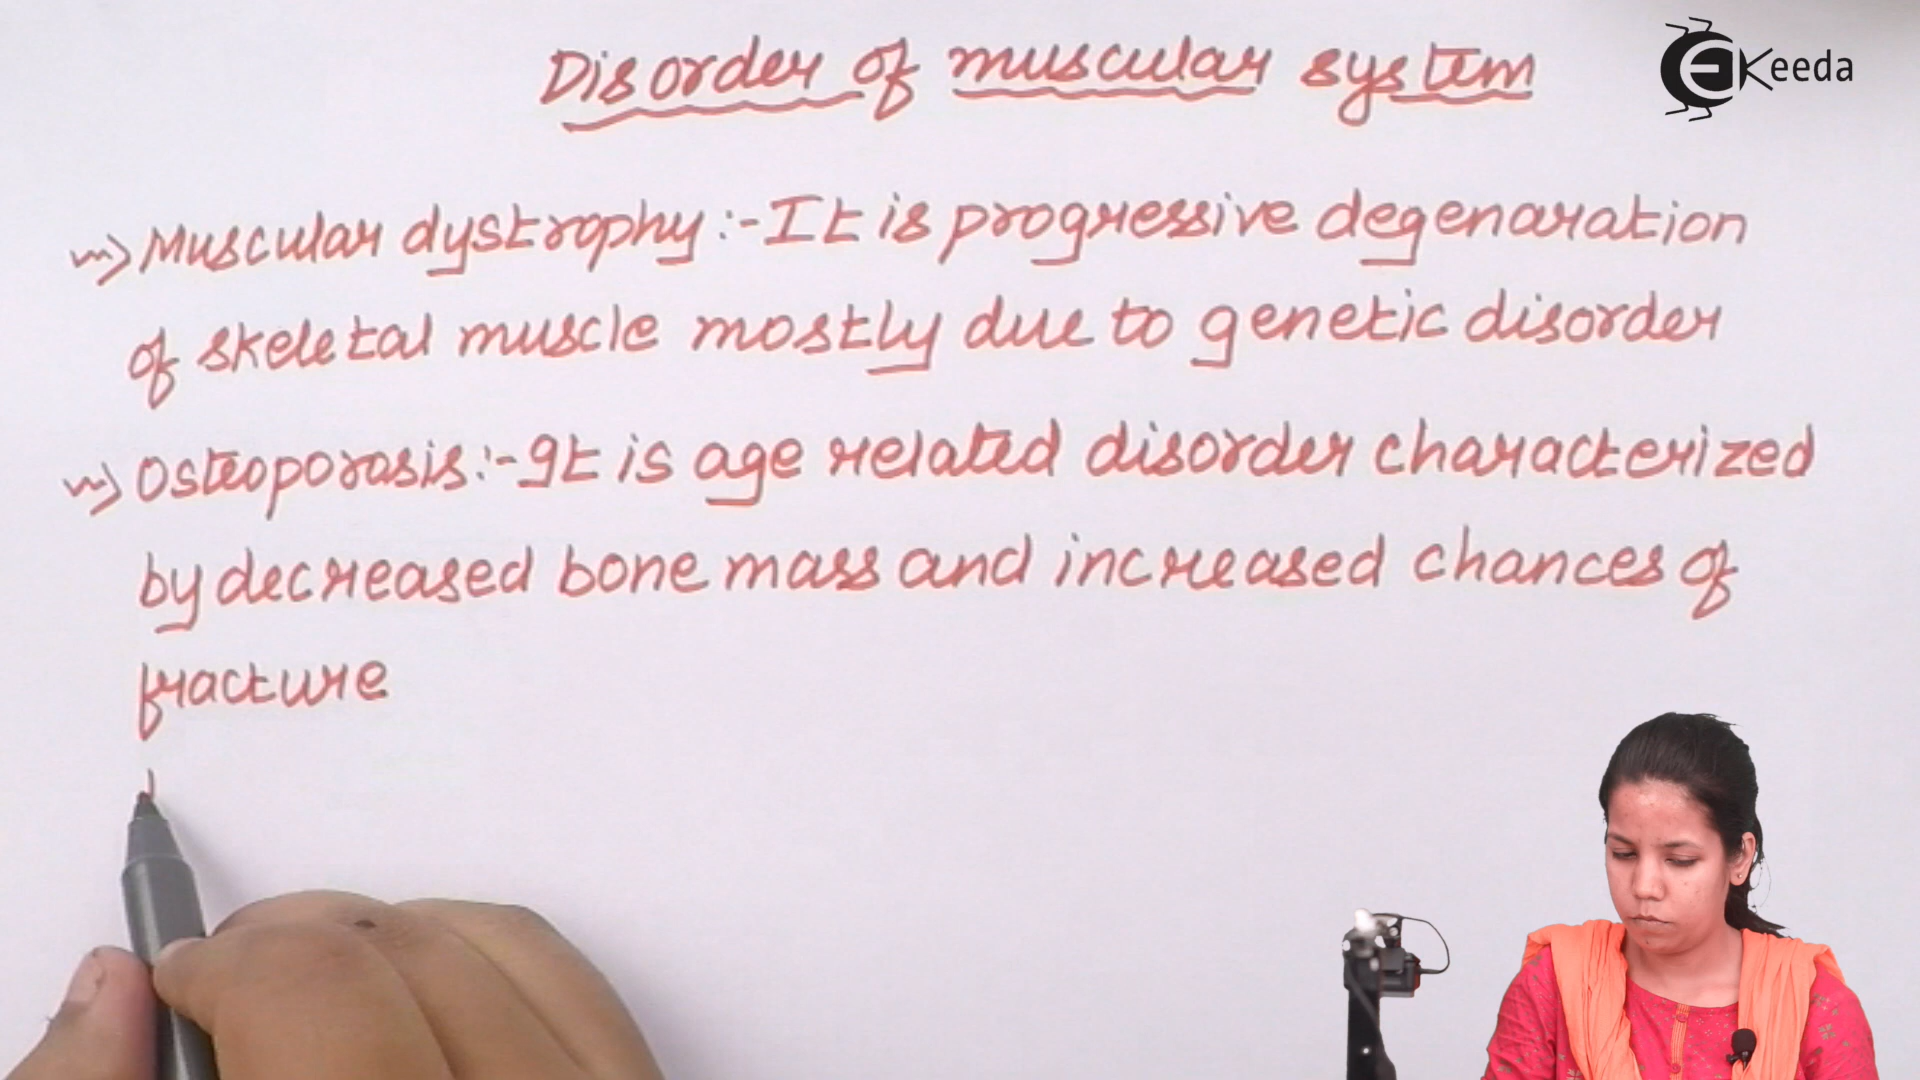 Disorder of muscular system
EKeeda
Muscular dystrophy:-It is progressive degenaration
of skeletal muscle mostly due to genetic disorder
Osteoporosis:-It is age related disorder characterized
by decreased bone mass and increased chances of
fracture